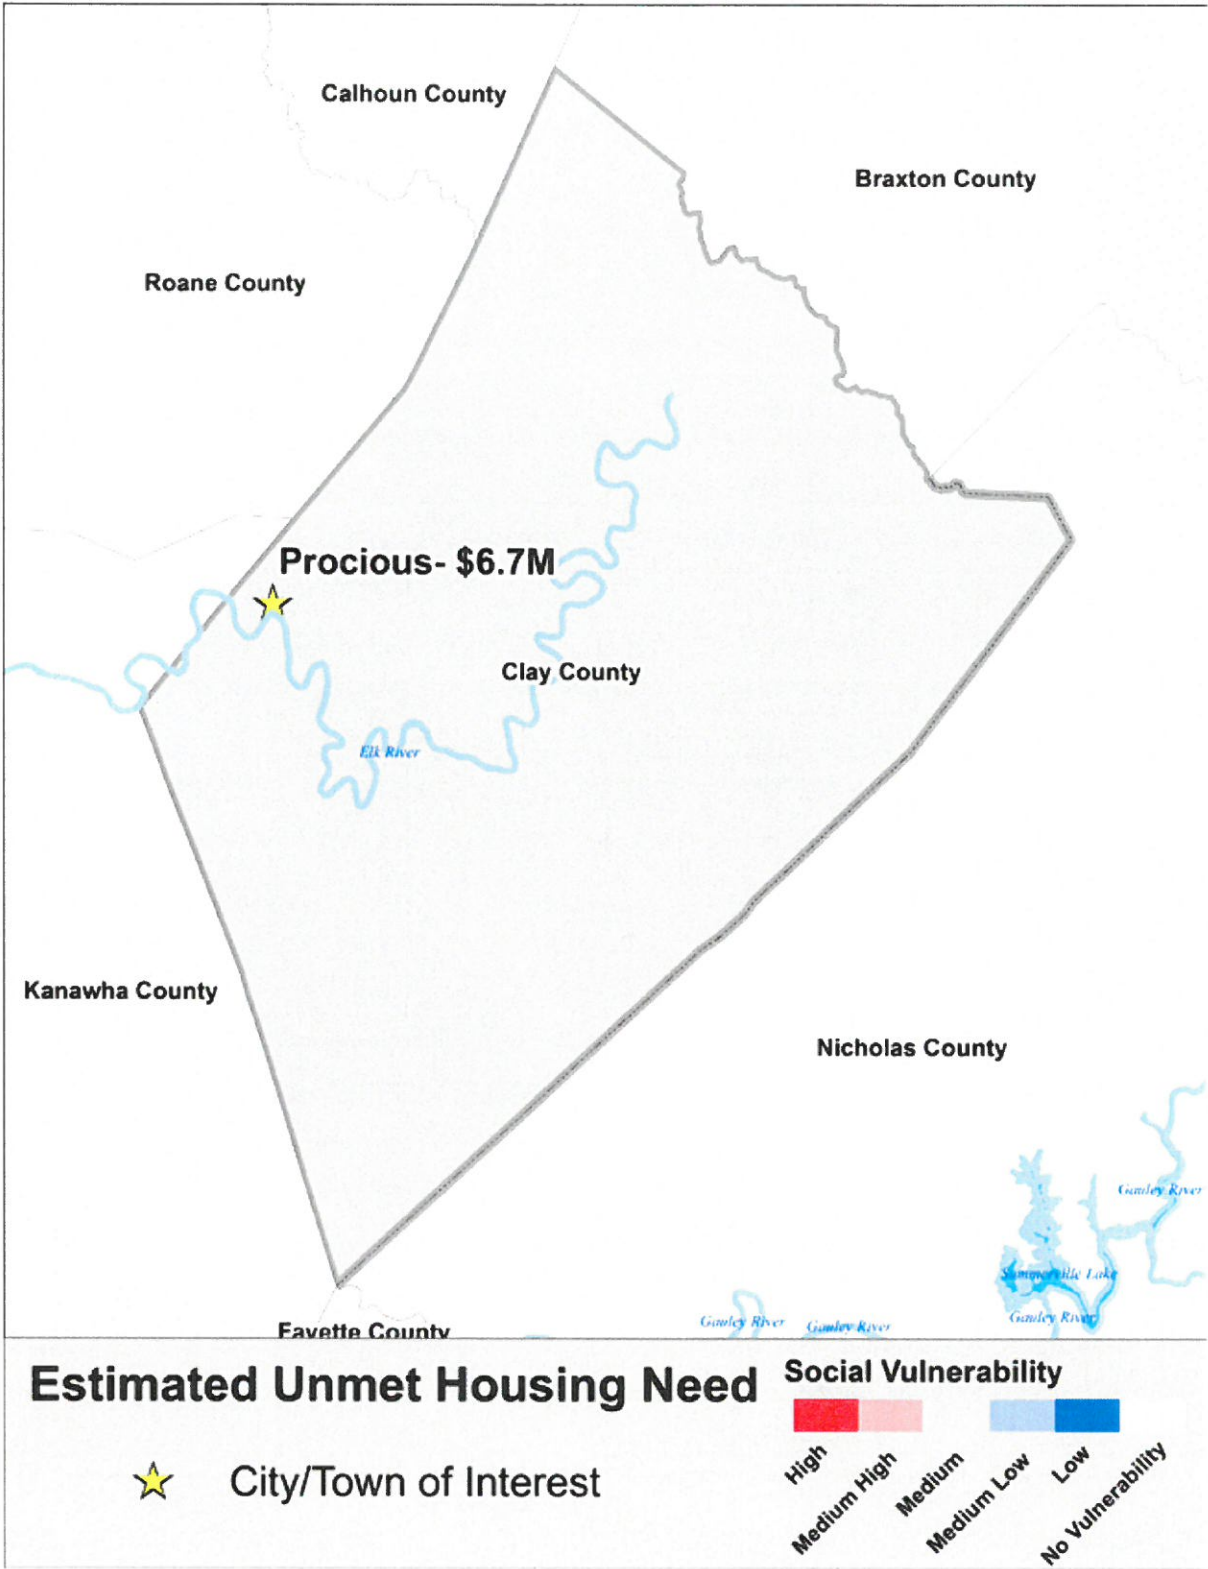 Calhoun County
Braxton County
Roane County
Procious- $6.7M
Clay County
Elk River
Kanawha County
Nicholas County
Gauley River
Summerville Lake
Gauley River
Gauley River
Gauley River
Fayette County
Estimated Unmet Housing Need
City/Town of Interest
Social Vulnerability
High
Medium High
Medium
Medium Low
Low
No Vulnerability